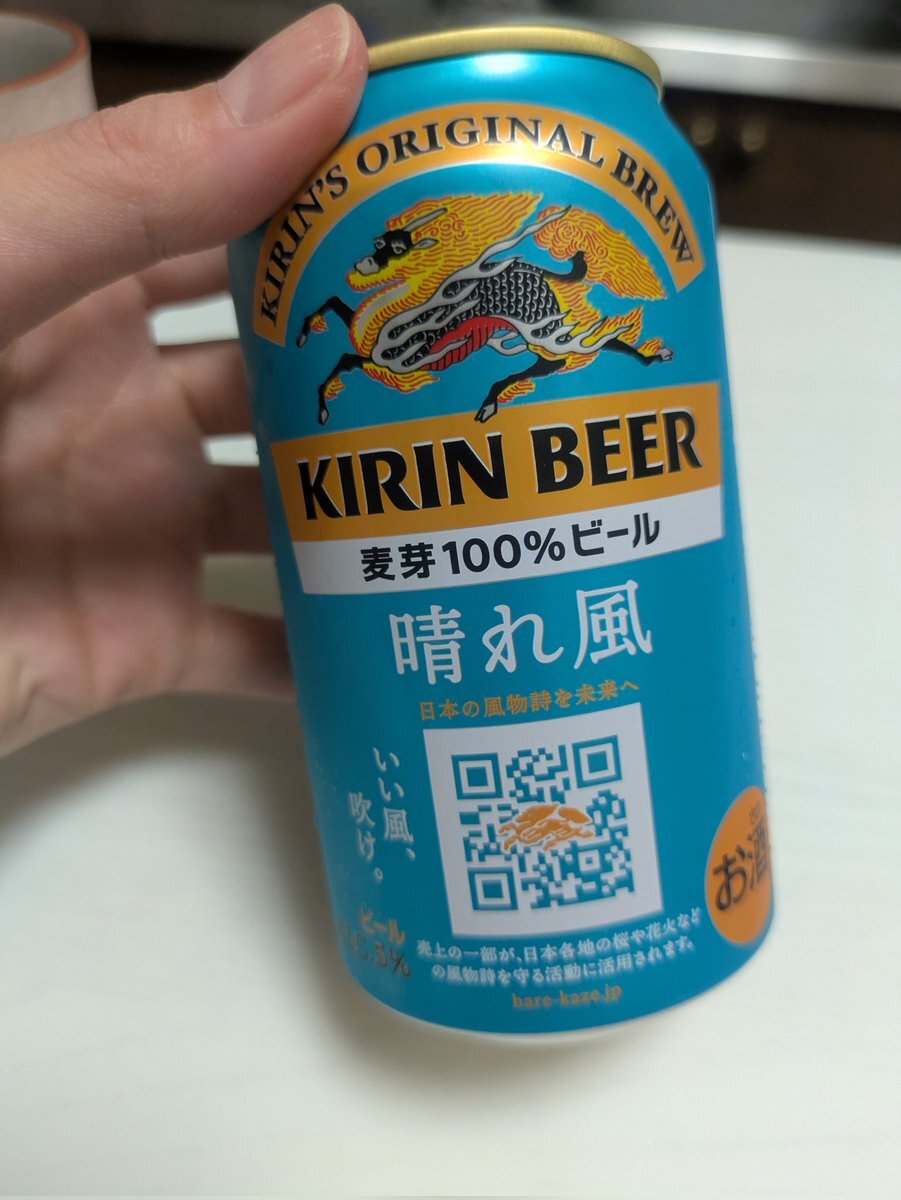 KIRIN'S ORIGINAL BREW
KIRIN BEER
麦芽100%ビール
晴れ風
日本の風物詩を未来へ
いい風、
吹け。
ビール
ALC.5%
お酒
売上の一部が、日本各地の桜や花火など
の風物詩を守る活動に活用されます。
hare-kaze.jp